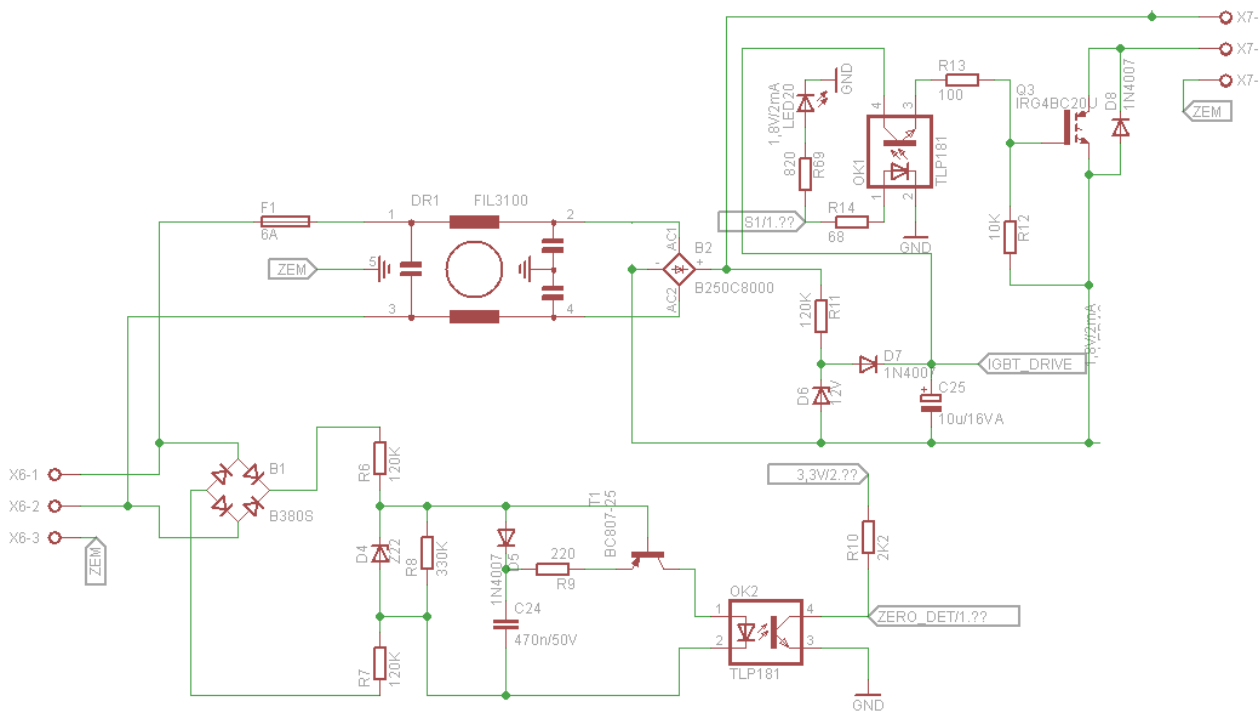 X7-
X7-
X7-
ZEM
GND
1,8V/2mA
LED20
820
R69
4
3
OK1
TLP181
1
2
R13
100
Q3
IRG4BC20U
D8
1N4007
S1/1.??
R14
68
GND
10K
R12
F1
6A
DR1
FIL3100
1
2
ZEM
5
3
4
AC1
B2
-
+
B250C8000
AC2
120K
R11
D7
1N4007
IGBT_DRIVE
1,8V/2mA
D6
12V
+
C25
10u/16VA
X6-1
X6-2
X6-3
ZEM
B1
B380S
R6
120K
D4
Z22
R8
330K
1N4007
D5
220
R9
C24
470n/50V
T1
BC807-25
R7
120K
3,3V/2.??
R10
2K2
OK2
1
2
4
3
TLP181
ZERO_DET/1.??
GND